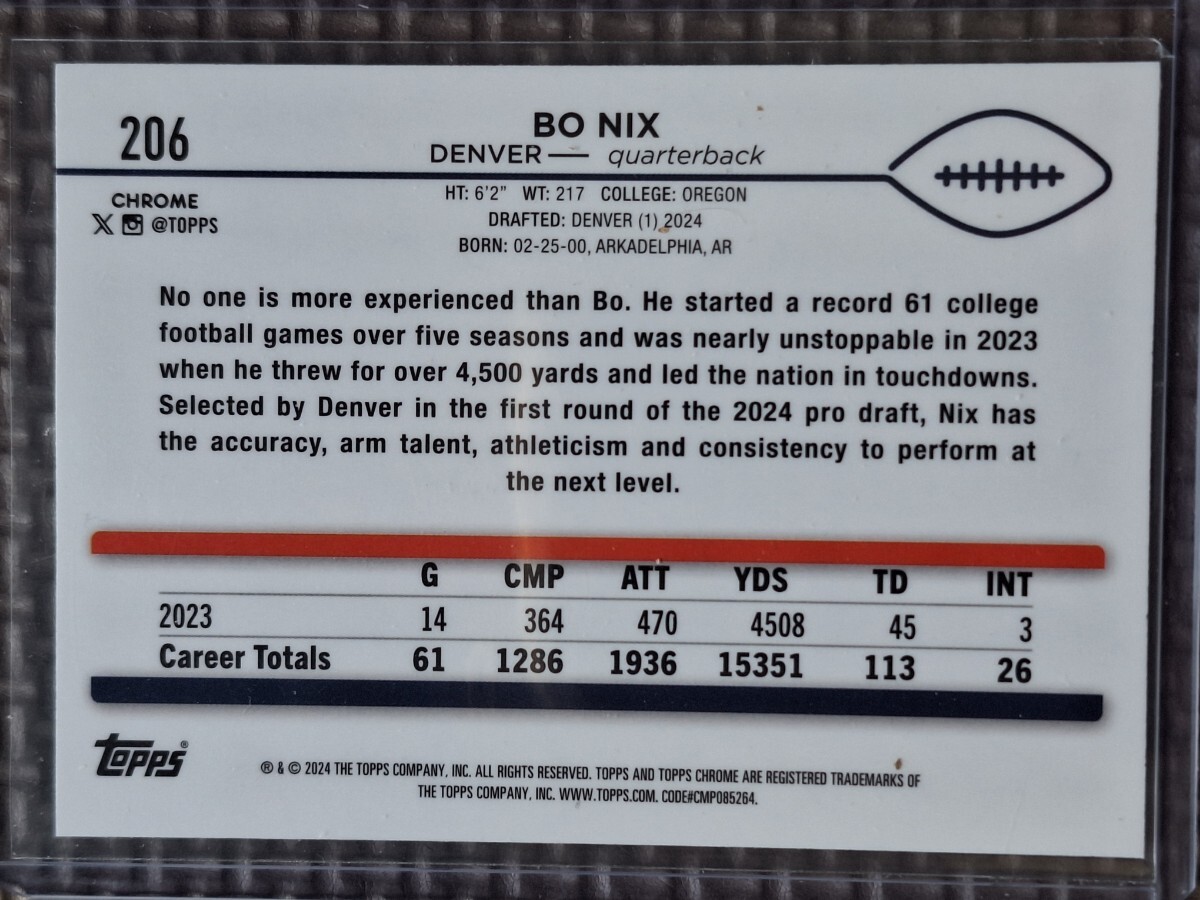 206
BO NIX
DENVER — quarterback
CHROME
@TOPPS
HT: 6'2" WT: 217 COLLEGE: OREGON
DRAFTED: DENVER (1) 2024
BORN: 02-25-00, ARKADELPHIA, AR
No one is more experienced than Bo. He started a record 61 college
football games over five seasons and was nearly unstoppable in 2023
when he threw for over 4,500 yards and led the nation in touchdowns.
Selected by Denver in the first round of the 2024 pro draft, Nix has
the accuracy, arm talent, athleticism and consistency to perform at
the next level.
G CMP ATT YDS TD INT
2023 14 364 470 4508 45 3
Career Totals 61 1286 1936 15351 113 26
topps®
® & © 2024 THE TOPPS COMPANY, INC. ALL RIGHTS RESERVED. TOPPS AND TOPPS CHROME ARE REGISTERED TRADEMARKS OF
THE TOPPS COMPANY, INC. WWW.TOPPS.COM. CODE#CMP085264.